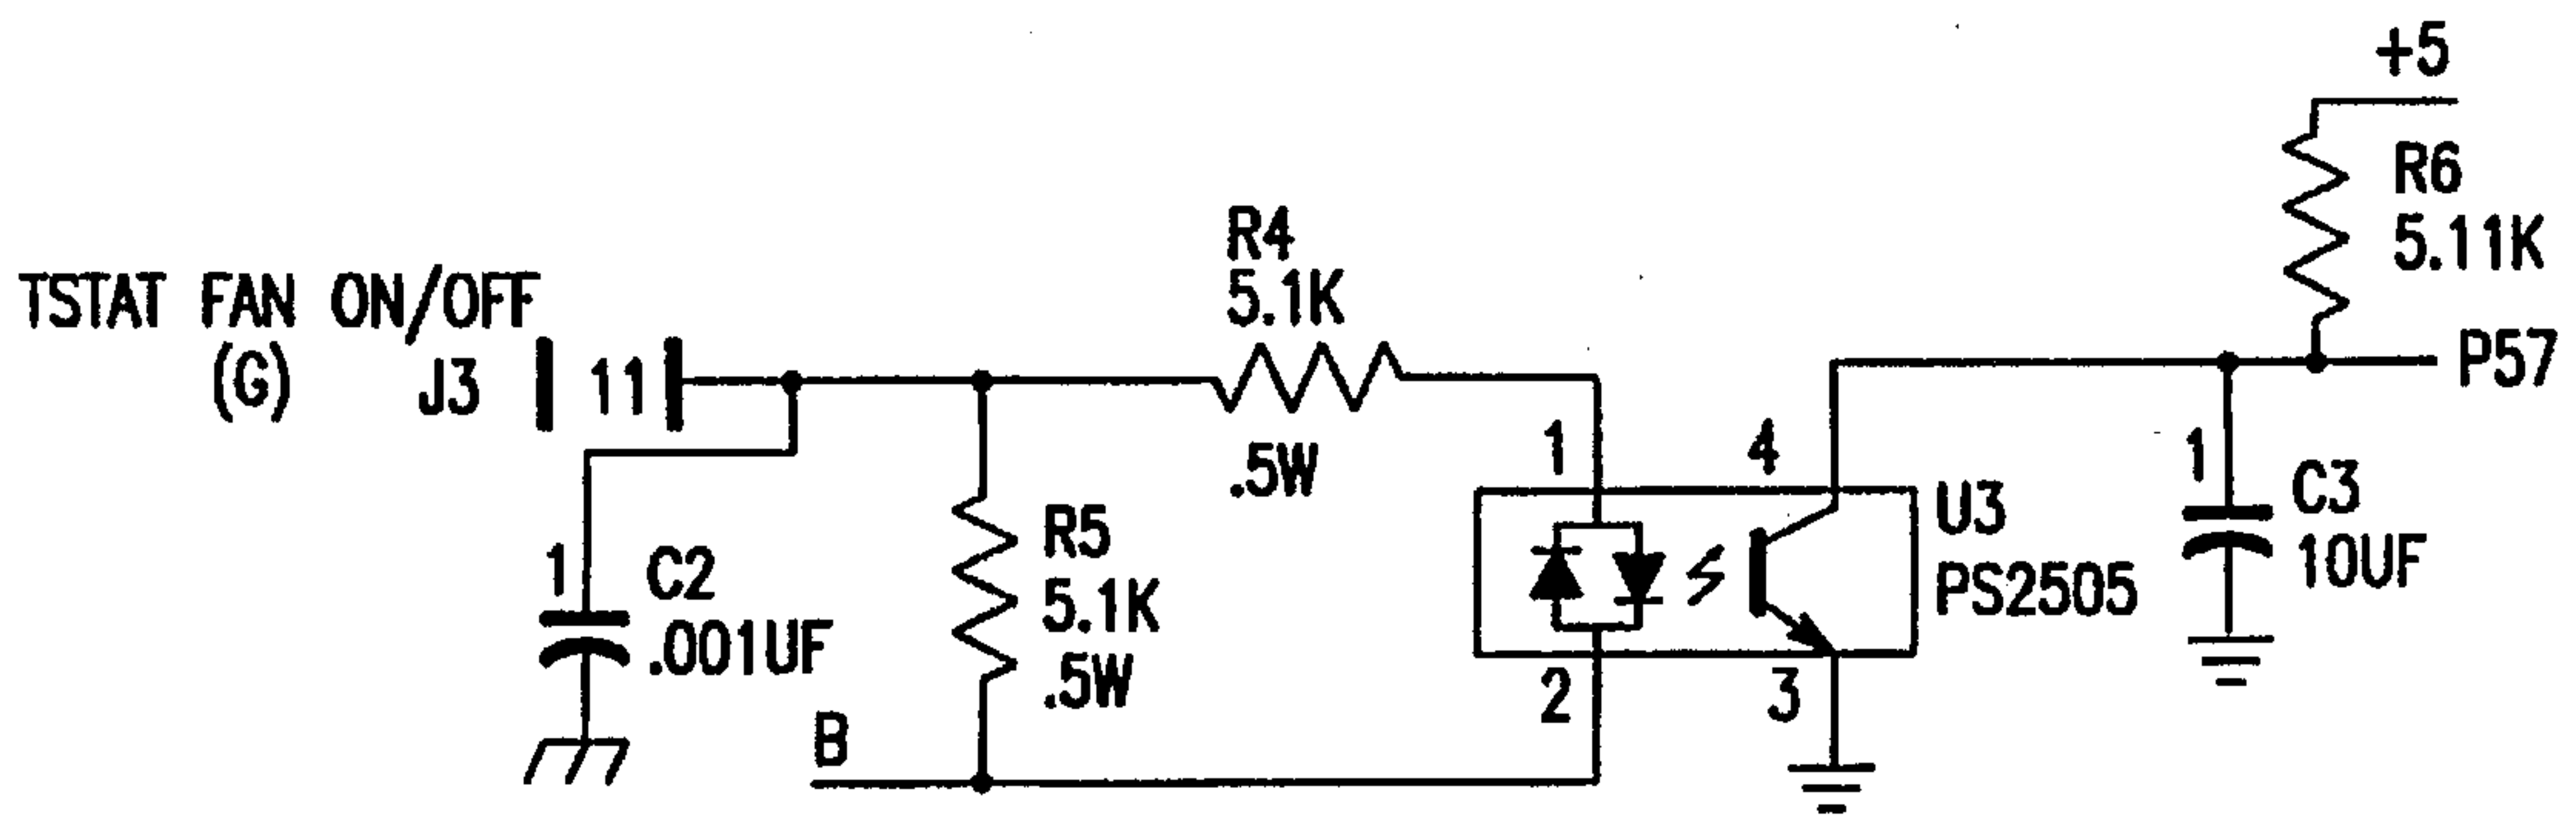 +5
R6
5.11K
R4
5.1K
TSTAT FAN ON/OFF
(G) J3 11
P57
.5W
1
4
1
C3
10UF
U3
PS2505
R5
5.1K
.5W
1
C2
.001UF
2
3
B